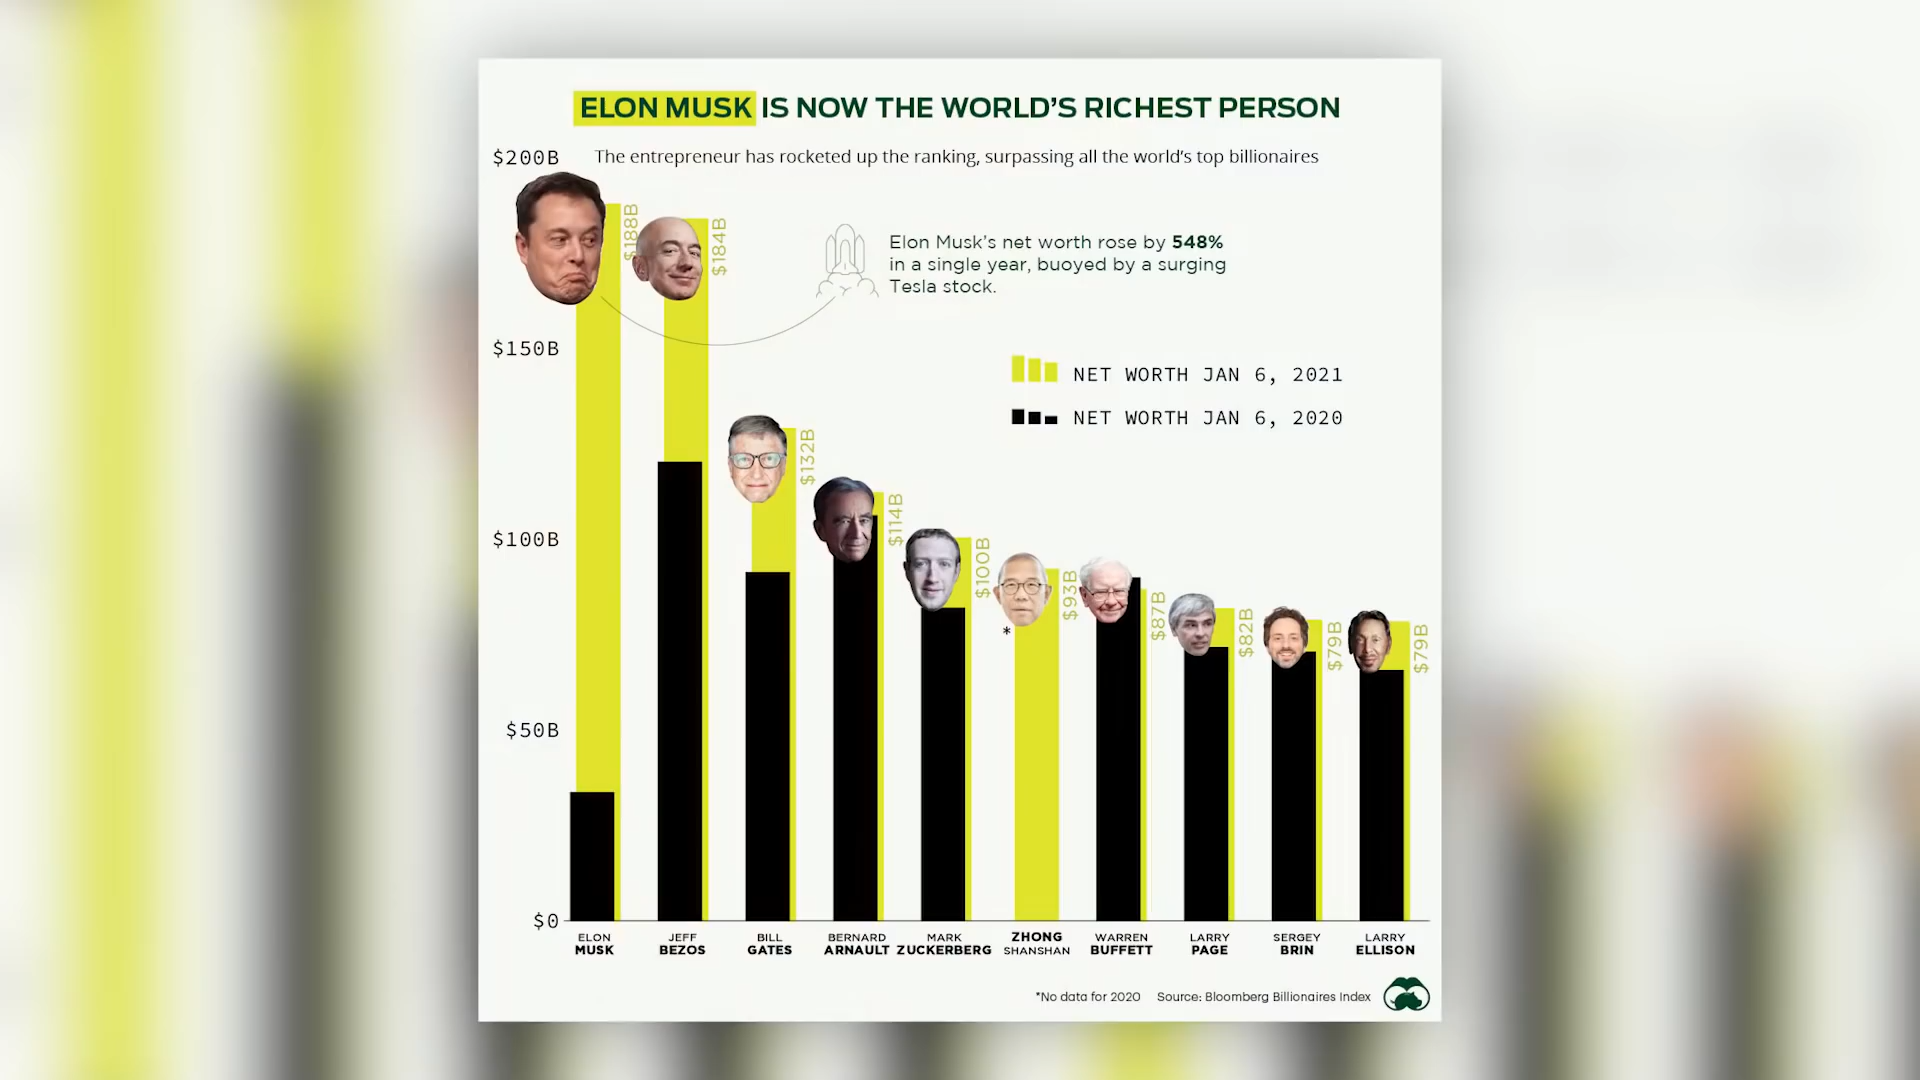 ELON MUSK IS NOW THE WORLD'S RICHEST PERSON
The entrepreneur has rocketed up the ranking, surpassing all the world's top billionaires
$200B
$150B
$100B
$50B
$0
$188B
$184B
$132B
$114B
$100B
$93B
$87B
$82B
$79B
$79B
Elon Musk's net worth rose by 548%
in a single year, buoyed by a surging
Tesla stock.
NET WORTH JAN 6, 2021
NET WORTH JAN 6, 2020
*
ELON
MUSK
JEFF
BEZOS
BILL
GATES
BERNARD
ARNAULT
MARK
ZUCKERBERG
ZHONG
SHANSHAN
WARREN
BUFFETT
LARRY
PAGE
SERGEY
BRIN
LARRY
ELLISON
*No data for 2020 Source: Bloomberg Billionaires Index